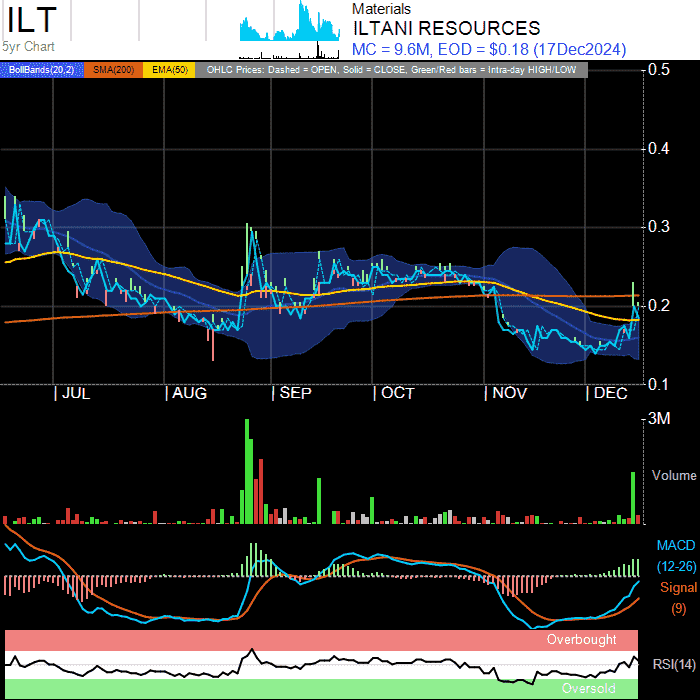 ILT
5yr Chart
Materials
ILTANI RESOURCES
MC = 9.6M, EOD = $0.18 (17Dec2024)
BollBands(20,2) SMA(200) EMA(50) OHLC Prices: Dashed = OPEN, Solid = CLOSE, Green/Red bars = Intra-day HIGH/LOW
0.5
0.4
0.3
0.2
0.1
JUL AUG SEP OCT NOV DEC
3M
Volume
MACD
(12-26)
Signal
(9)
Overbought
RSI(14)
Oversold